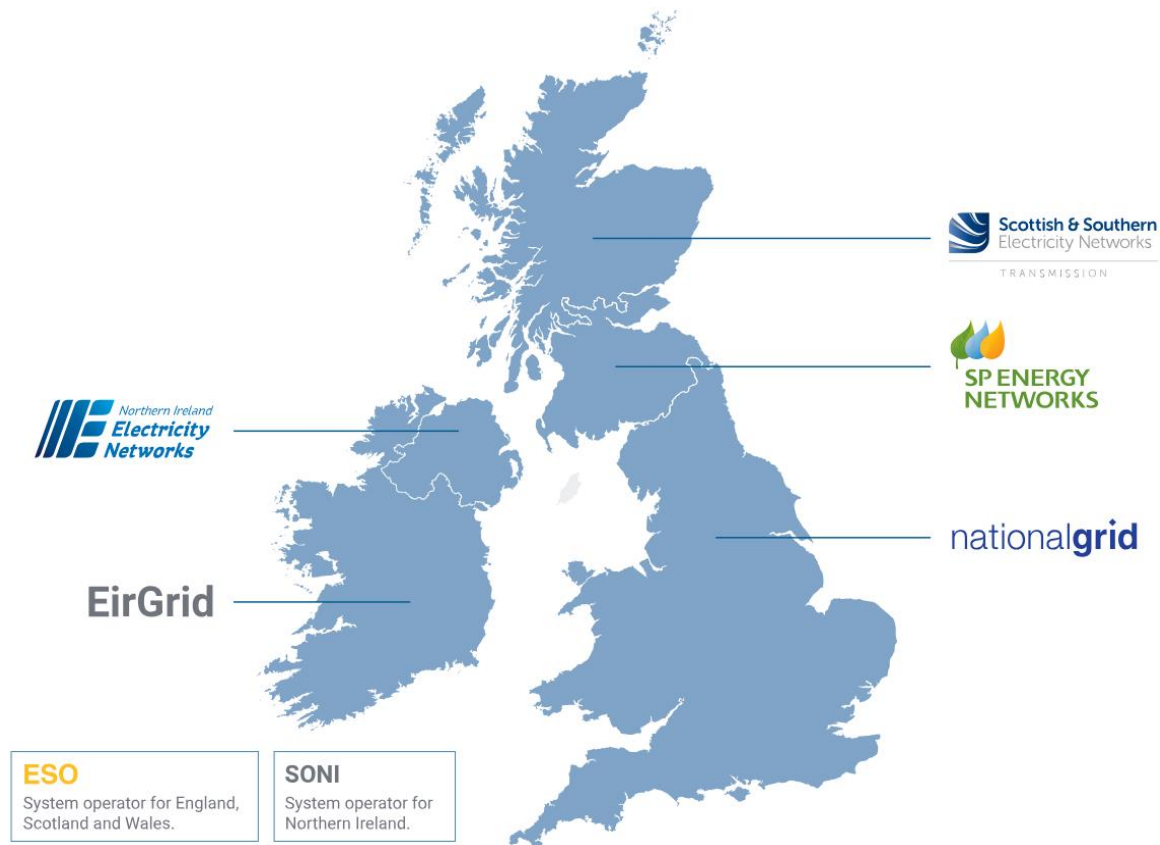 Scottish & Southern
Electricity Networks
TRANSMISSION
SP ENERGY
NETWORKS
Northern Ireland
Electricity
Networks
nationalgrid
EirGrid
ESO
System operator for England,
Scotland and Wales.
SONI
System operator for
Northern Ireland.